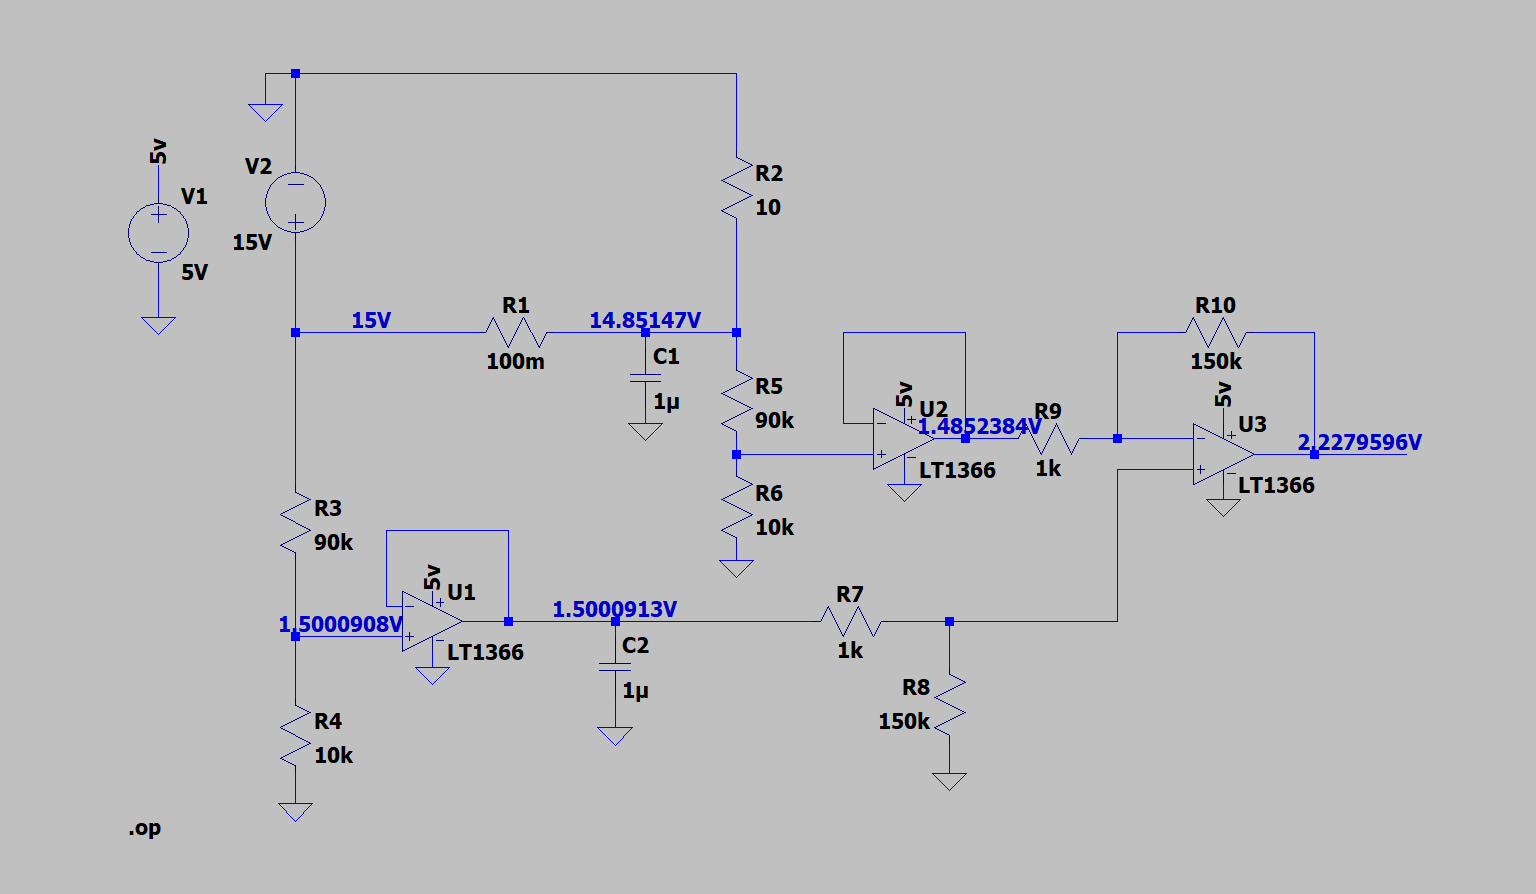 5v
V1
5V
V2
15V
R2
10
15V
R1
100m
14.85147V
C1
1µ
R5
90k
R6
10k
5v
U2
1.4852384V
LT1366
R9
1k
R10
150k
5v
U3
LT1366
2.2279596V
R3
90k
1.5000908V
5v
U1
LT1366
1.5000913V
C2
1µ
R7
1k
R8
150k
R4
10k
.op